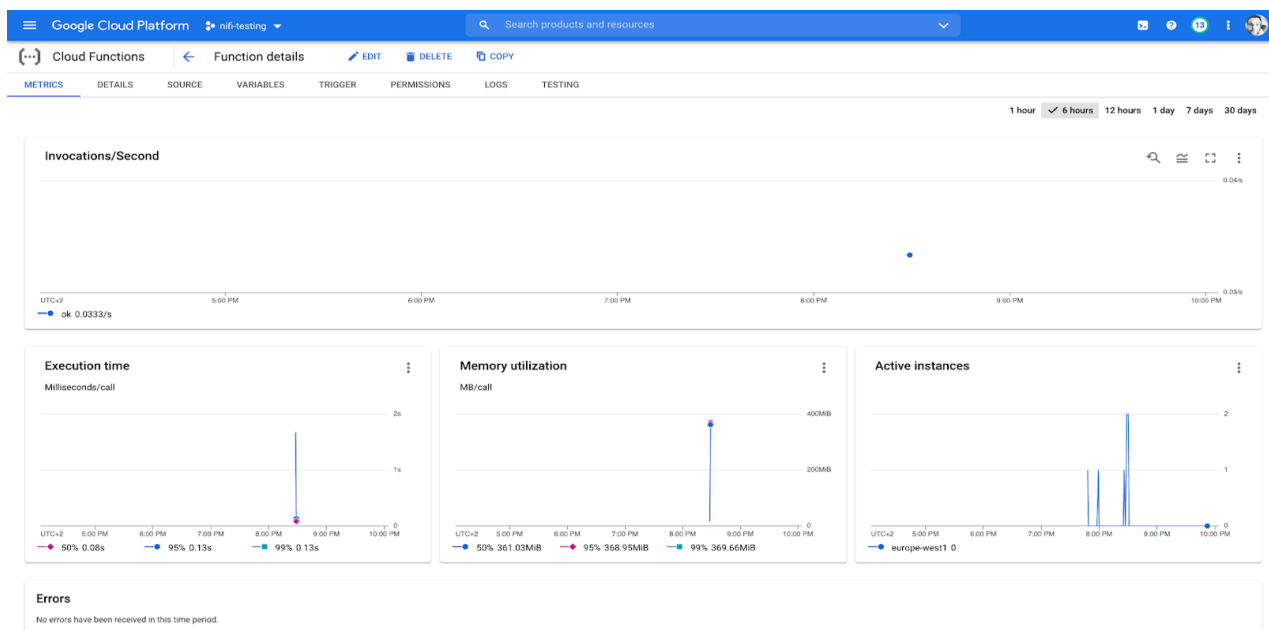 Google Cloud Platform nifi-testing Search products and resources 13
Cloud Functions Function details EDIT DELETE COPY
METRICS DETAILS SOURCE VARIABLES TRIGGER PERMISSIONS LOGS TESTING
1 hour 6 hours 12 hours 1 day 7 days 30 days
Invocations/Second
0.04/s
0.03/s
UTC+2 5:00 PM 6:00 PM 7:00 PM 8:00 PM 9:00 PM 10:00 PM
ok 0.0333/s
Execution time
Milliseconds/call
2s
1s
0
UTC+2 5:00 PM 6:00 PM 7:00 PM 8:00 PM 9:00 PM 10:00 PM
50% 0.08s 95% 0.13s 99% 0.13s
Memory utilization
MB/call
400MiB
200MiB
0
UTC+2 5:00 PM 6:00 PM 7:00 PM 8:00 PM 9:00 PM 10:00 PM
50% 361.03MiB 95% 368.95MiB 99% 369.66MiB
Active instances
2
1
0
UTC+2 5:00 PM 6:00 PM 7:00 PM 8:00 PM 9:00 PM 10:00 PM
europe-west1 0
Errors
No errors have been received in this time period.